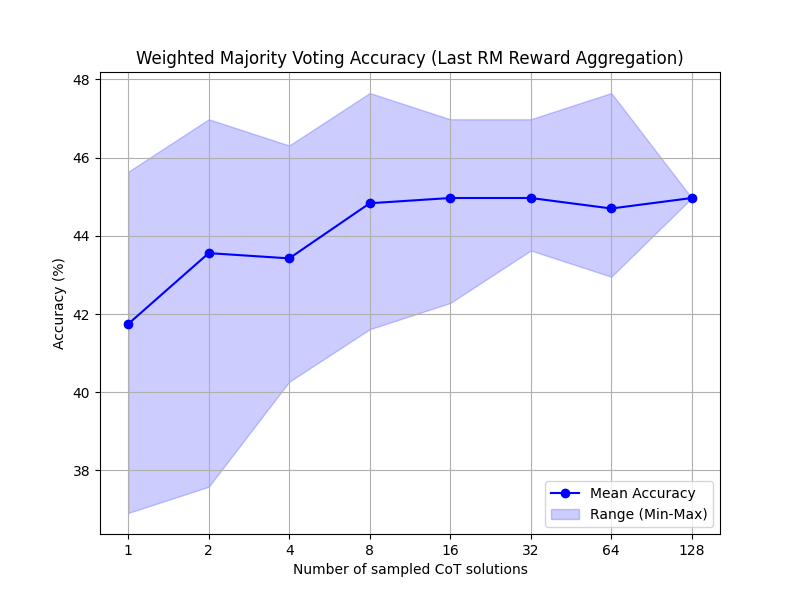 Weighted Majority Voting Accuracy (Last RM Reward Aggregation)
48
46
44
42
40
38
Accuracy (%)
1 2 4 8 16 32 64 128
Number of sampled CoT solutions
Mean Accuracy
Range (Min-Max)